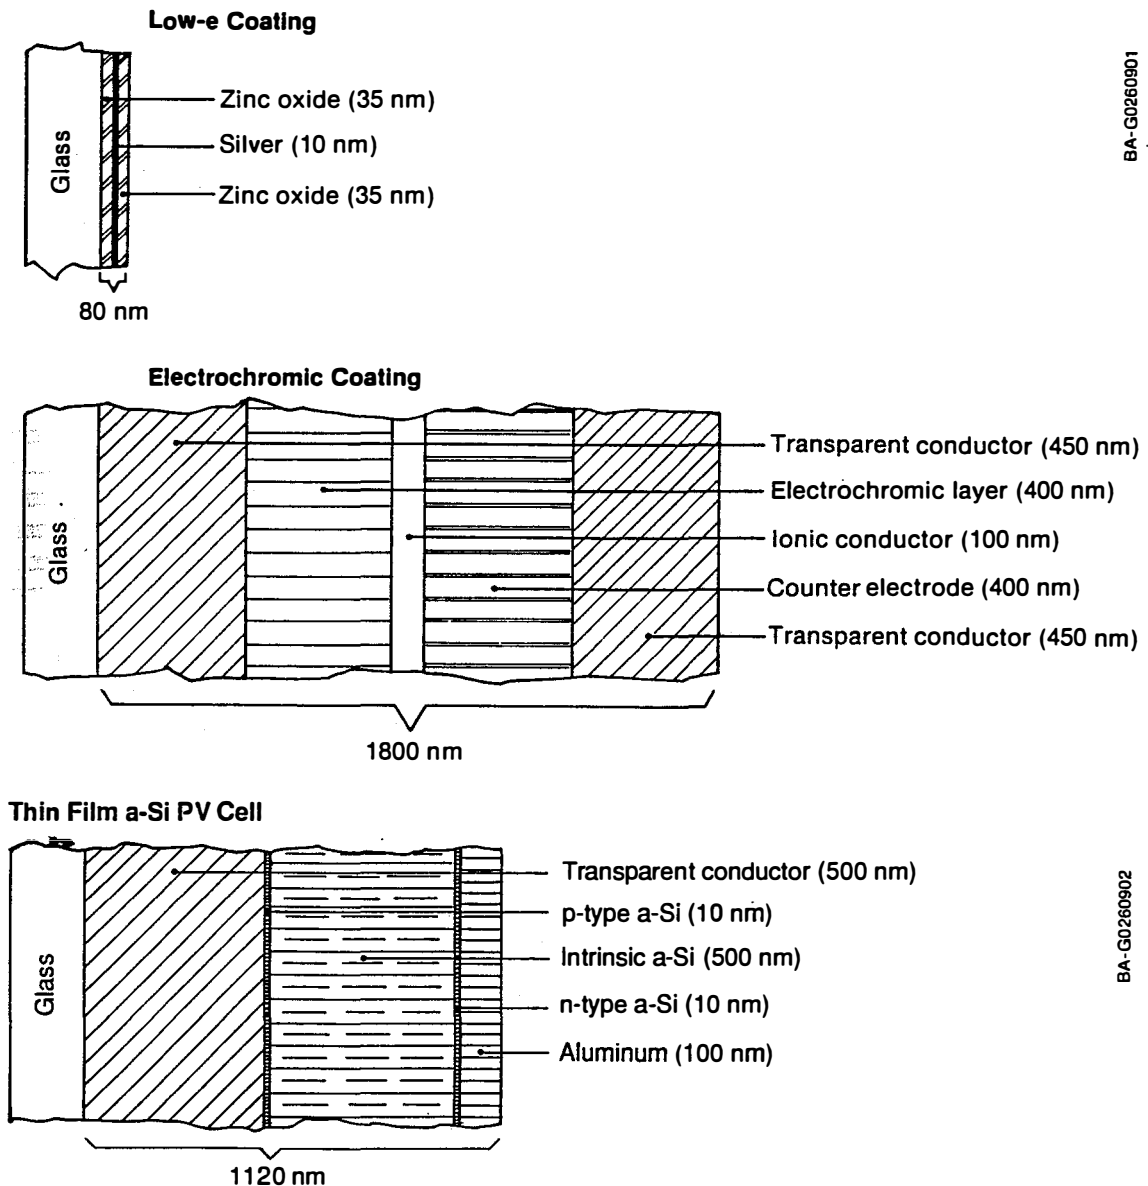 Low-e Coating
Glass
Zinc oxide (35 nm)
Silver (10 nm)
Zinc oxide (35 nm)
80 nm
BA-G0260901
Electrochromic Coating
Glass
Transparent conductor (450 nm)
Electrochromic layer (400 nm)
Ionic conductor (100 nm)
Counter electrode (400 nm)
Transparent conductor (450 nm)
1800 nm
Thin Film a-Si PV Cell
Glass
Transparent conductor (500 nm)
p-type a-Si (10 nm)
Intrinsic a-Si (500 nm)
n-type a-Si (10 nm)
Aluminum (100 nm)
1120 nm
BA-G0260902